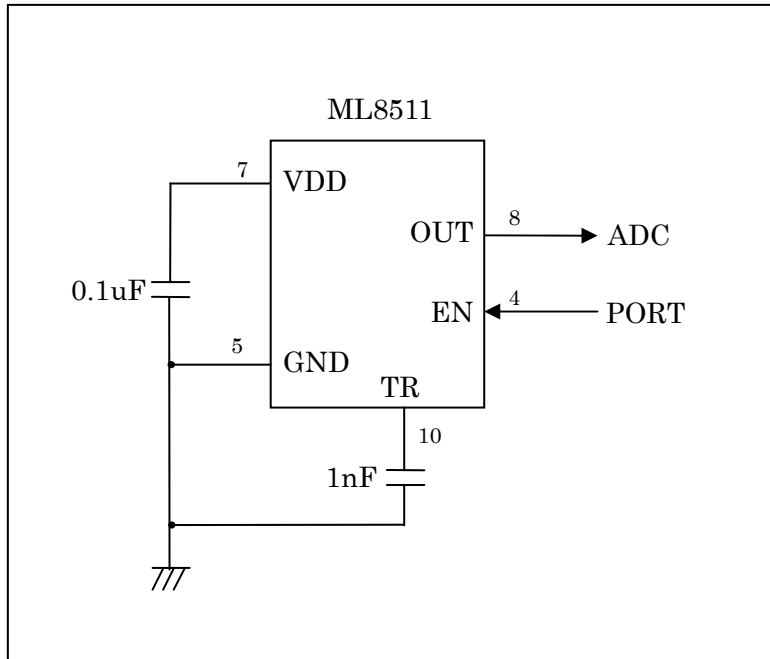 ML8511
7
VDD
OUT
8
ADC
0.1uF
EN
4
PORT
5
GND
TR
10
1nF